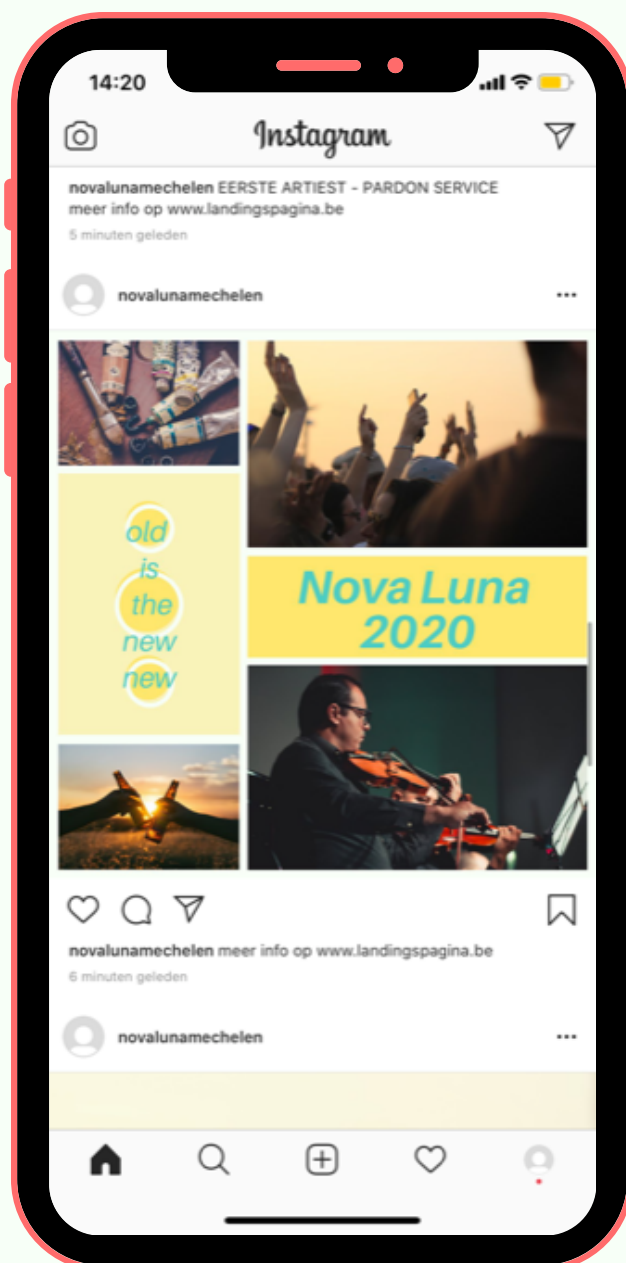 14:20
Instagram
novalunamechelen EERSTE ARTIEST - PARDON SERVICE
meer info op www.landingspagina.be
5 minuten geleden
novalunamechelen
old
is
the
new
new
Nova Luna
2020
novalunamechelen meer info op www.landingspagina.be
6 minuten geleden
novalunamechelen